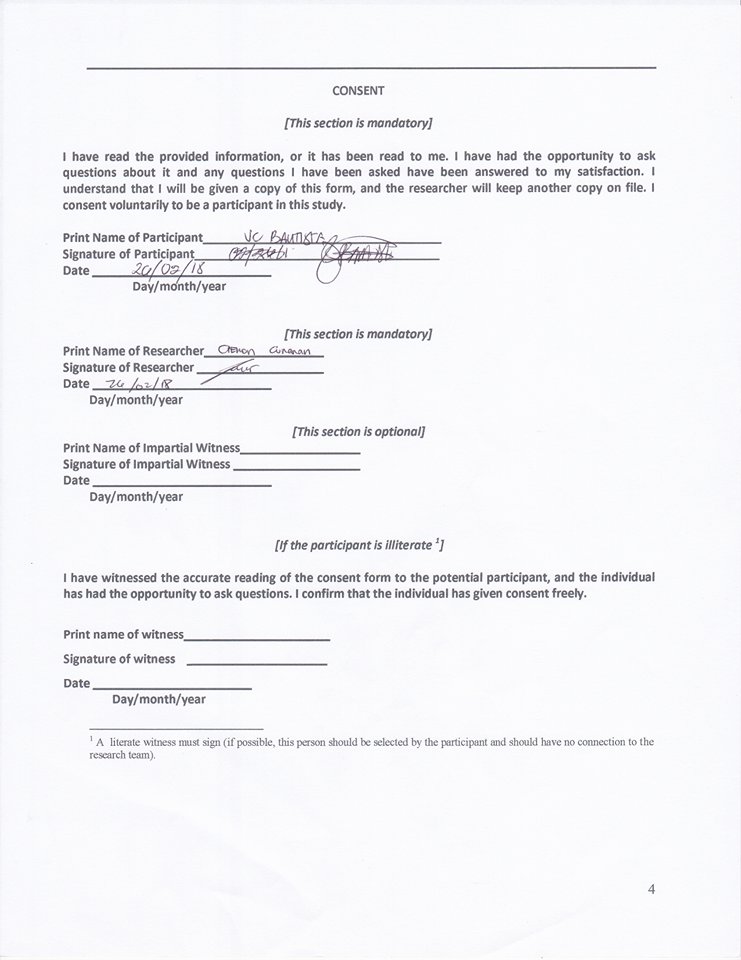 CONSENT
[This section is mandatory]
I have read the provided information, or it has been read to me. I have had the opportunity to ask
questions about it and any questions I have been asked have been answered to my satisfaction. I
understand that I will be given a copy of this form, and the researcher will keep another copy on file. I
consent voluntarily to be a participant in this study.
Print Name of Participant VC BAUTISTA
Signature of Participant
Date 20/02/18
Day/month/year
[This section is mandatory]
Print Name of Researcher
Signature of Researcher
Date 26/02/18
Day/month/year
[This section is optional]
Print Name of Impartial Witness
Signature of Impartial Witness
Date
Day/month/year
[If the participant is illiterate ¹]
I have witnessed the accurate reading of the consent form to the potential participant, and the individual
has had the opportunity to ask questions. I confirm that the individual has given consent freely.
Print name of witness
Signature of witness
Date
Day/month/year
¹ A literate witness must sign (if possible, this person should be selected by the participant and should have no connection to the
research team).
4